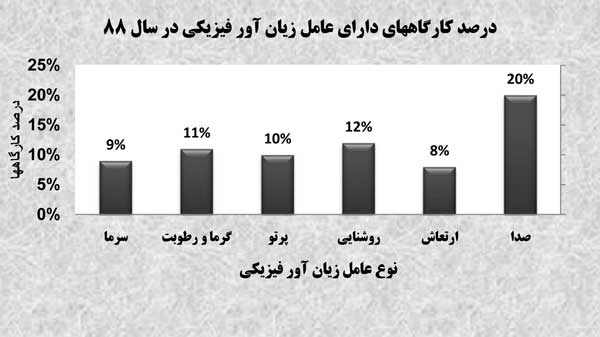 درصد کارگاههای دارای عامل زیان آور فیزیکی در سال ۸۸
درصد کارگاهها
25%
20%
15%
10%
5%
0%
9%
11%
10%
12%
8%
20%
سرما
گرما و رطوبت
پرتو
روشنایی
ارتعاش
صدا
نوع عامل زیان آور فیزیکی